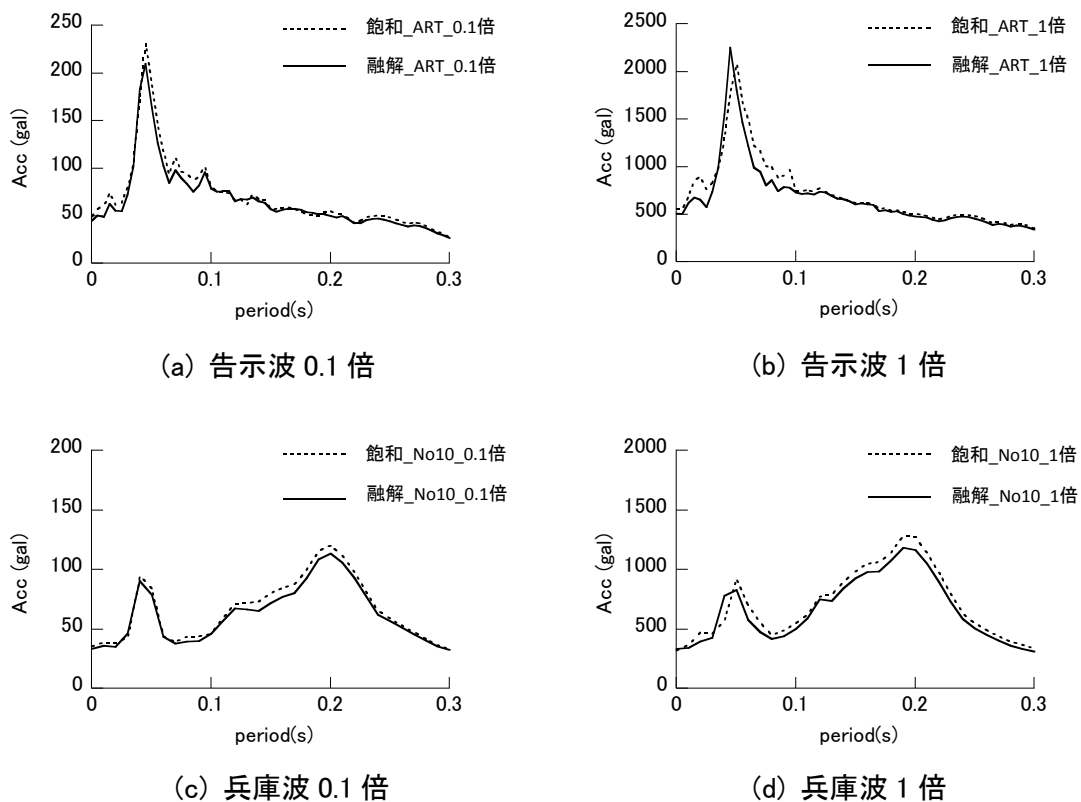 250
200
150
100
50
0
Acc (gal)
0
0.1
0.2
0.3
period(s)
飽和_ART_0.1倍
融解_ART_0.1倍
(a) 告示波 0.1 倍
2500
2000
1500
1000
500
0
Acc (gal)
0
0.1
0.2
0.3
period(s)
飽和_ART_1倍
融解_ART_1倍
(b) 告示波 1 倍
200
150
100
50
0
Acc (gal)
0
0.1
0.2
0.3
period(s)
飽和_No10_0.1倍
融解_No10_0.1倍
(c) 兵庫波 0.1 倍
2000
1500
1000
500
0
Acc (gal)
0
0.1
0.2
0.3
period(s)
飽和_No10_1倍
融解_No10_1倍
(d) 兵庫波 1 倍